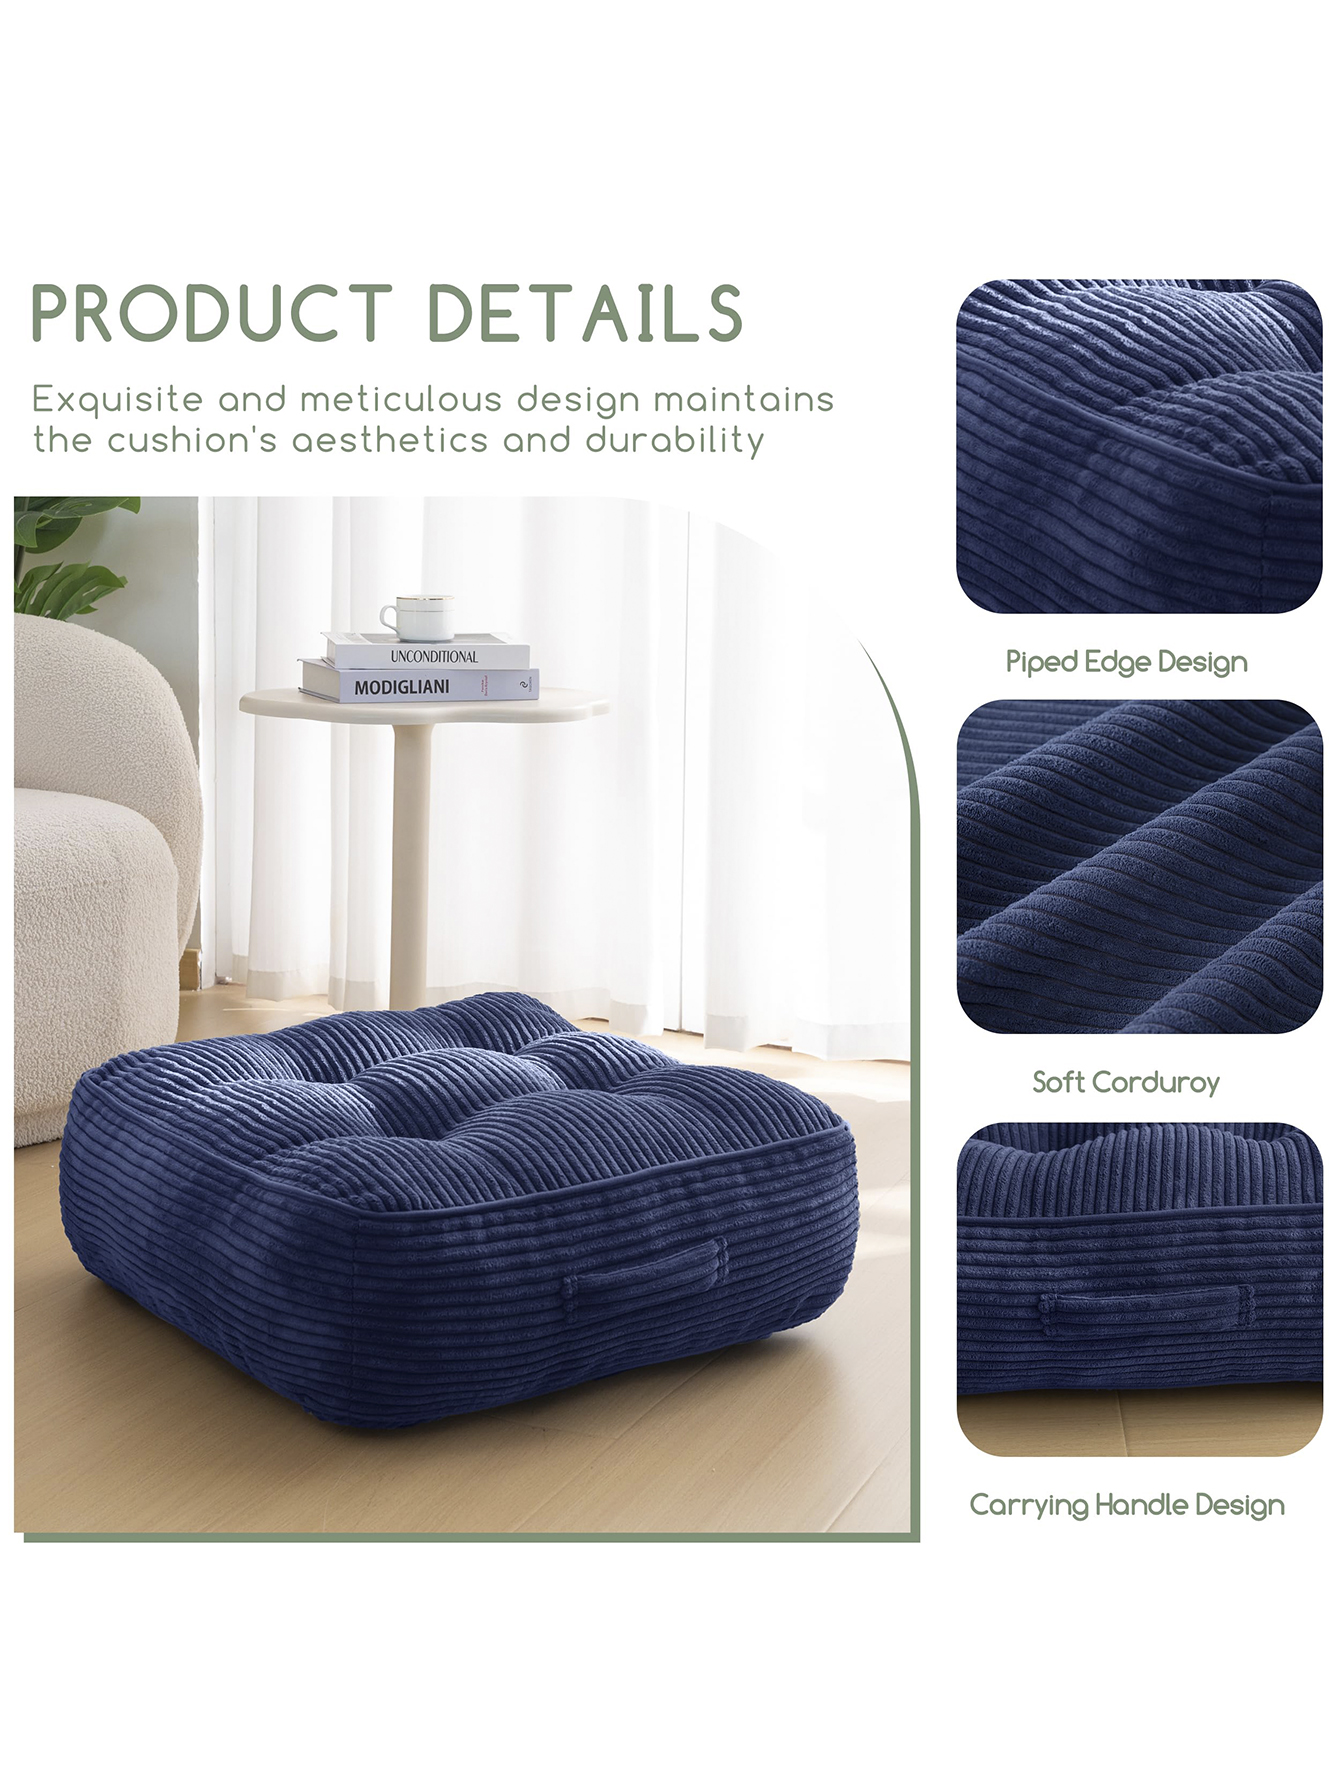 PRODUCT DETAILS
Exquisite and meticulous design maintains
the cushion's aesthetics and durability
UNCONDITIONAL
MODIGLIANI
Piped Edge Design
Soft Corduroy
Carrying Handle Design